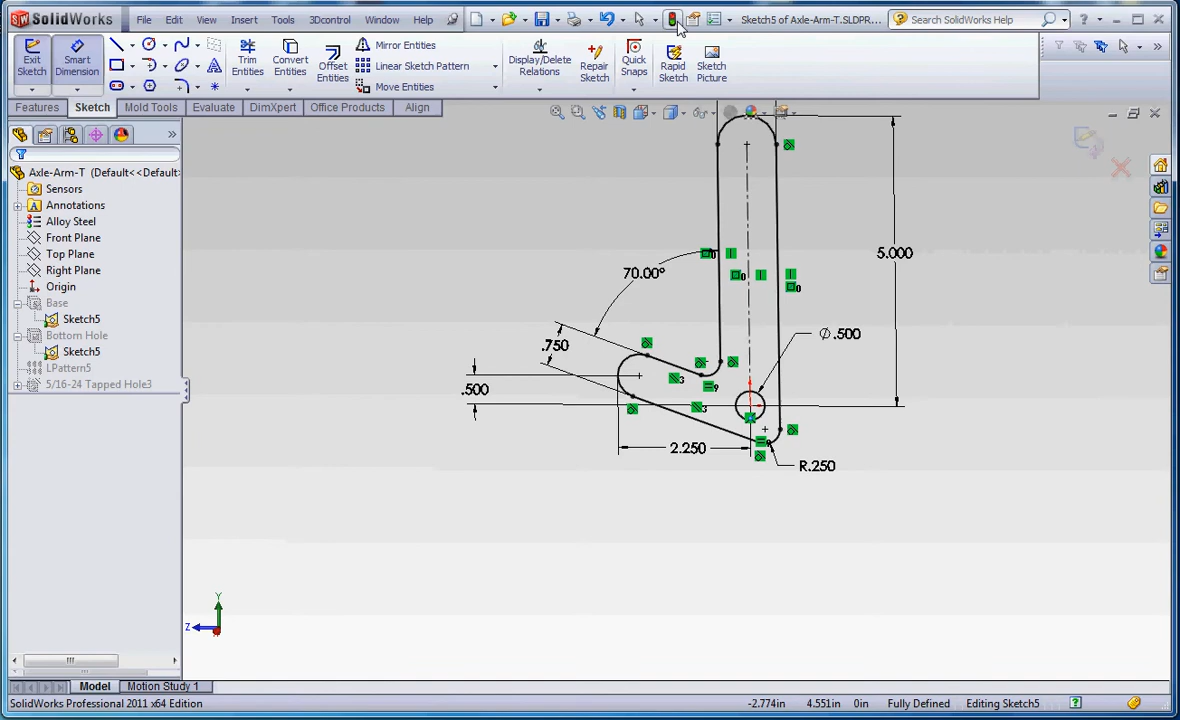 SW SolidWorks File Edit View Insert Tools 3Dcontrol Window Help Sketch5 of Axle-Arm-T.SLDPR... Search SolidWorks Help
Exit Sketch Smart Dimension Trim Entities Convert Entities Offset Entities Mirror Entities Linear Sketch Pattern Move Entities Display/Delete Relations Repair Sketch Quick Snaps Rapid Sketch Sketch Picture
Features Sketch Mold Tools Evaluate DimXpert Office Products Align
Axle-Arm-T (Default<<Default>
Sensors
Annotations
Alloy Steel
Front Plane
Top Plane
Right Plane
Origin
Base
Sketch5
Bottom Hole
Sketch5
LPattern5
5/16-24 Tapped Hole3
5.000
70.00°
Ø.500
.750
.500
2.250
R.250
Y
Z
Model Motion Study 1
SolidWorks Professional 2011 x64 Edition -2.774in 4.551in 0in Fully Defined Editing Sketch5